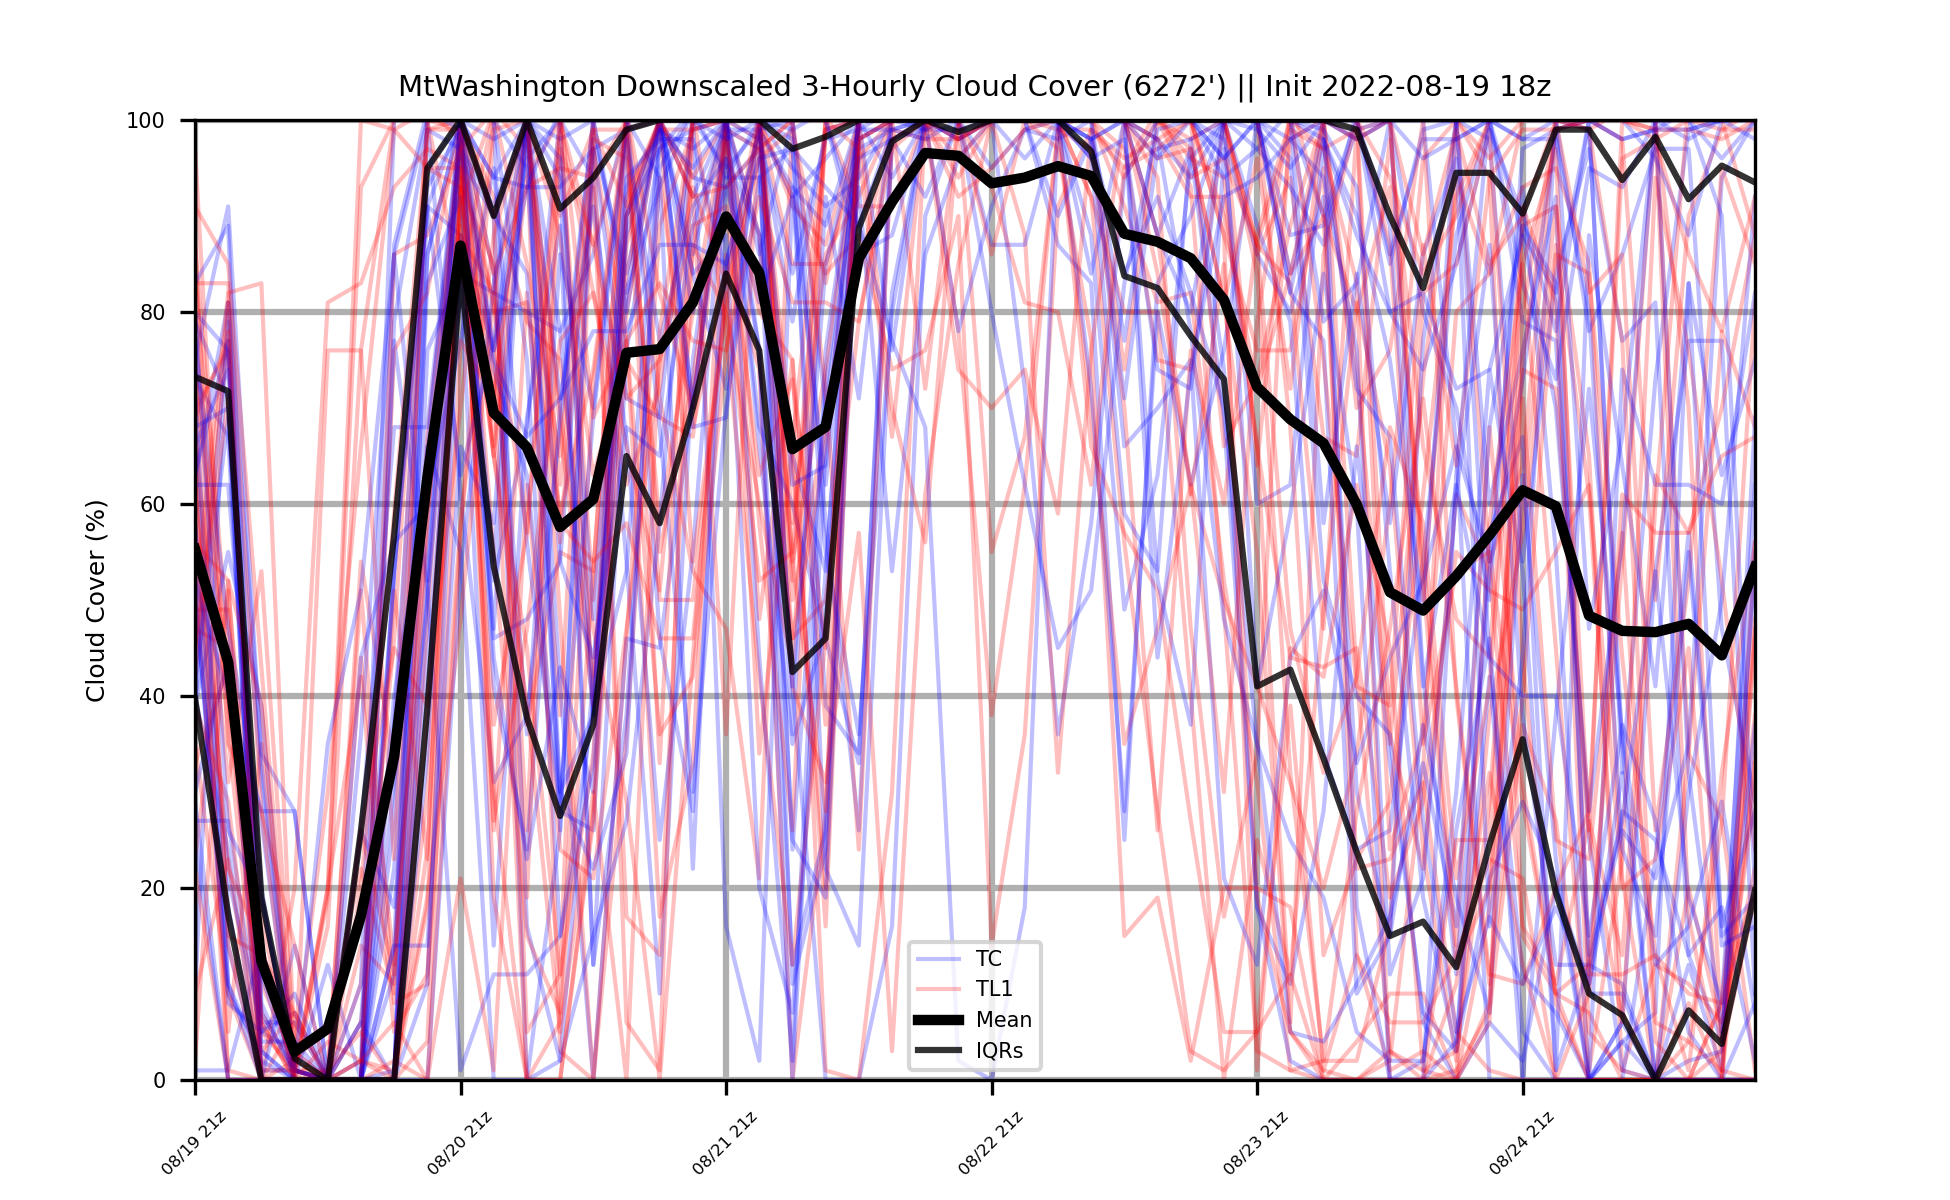 MtWashington Downscaled 3-Hourly Cloud Cover (6272') || Init 2022-08-19 18z
100
80
60
40
20
0
Cloud Cover (%)
TC
TL1
Mean
IQRs
08/19 21z
08/20 21z
08/21 21z
08/22 21z
08/23 21z
08/24 21z